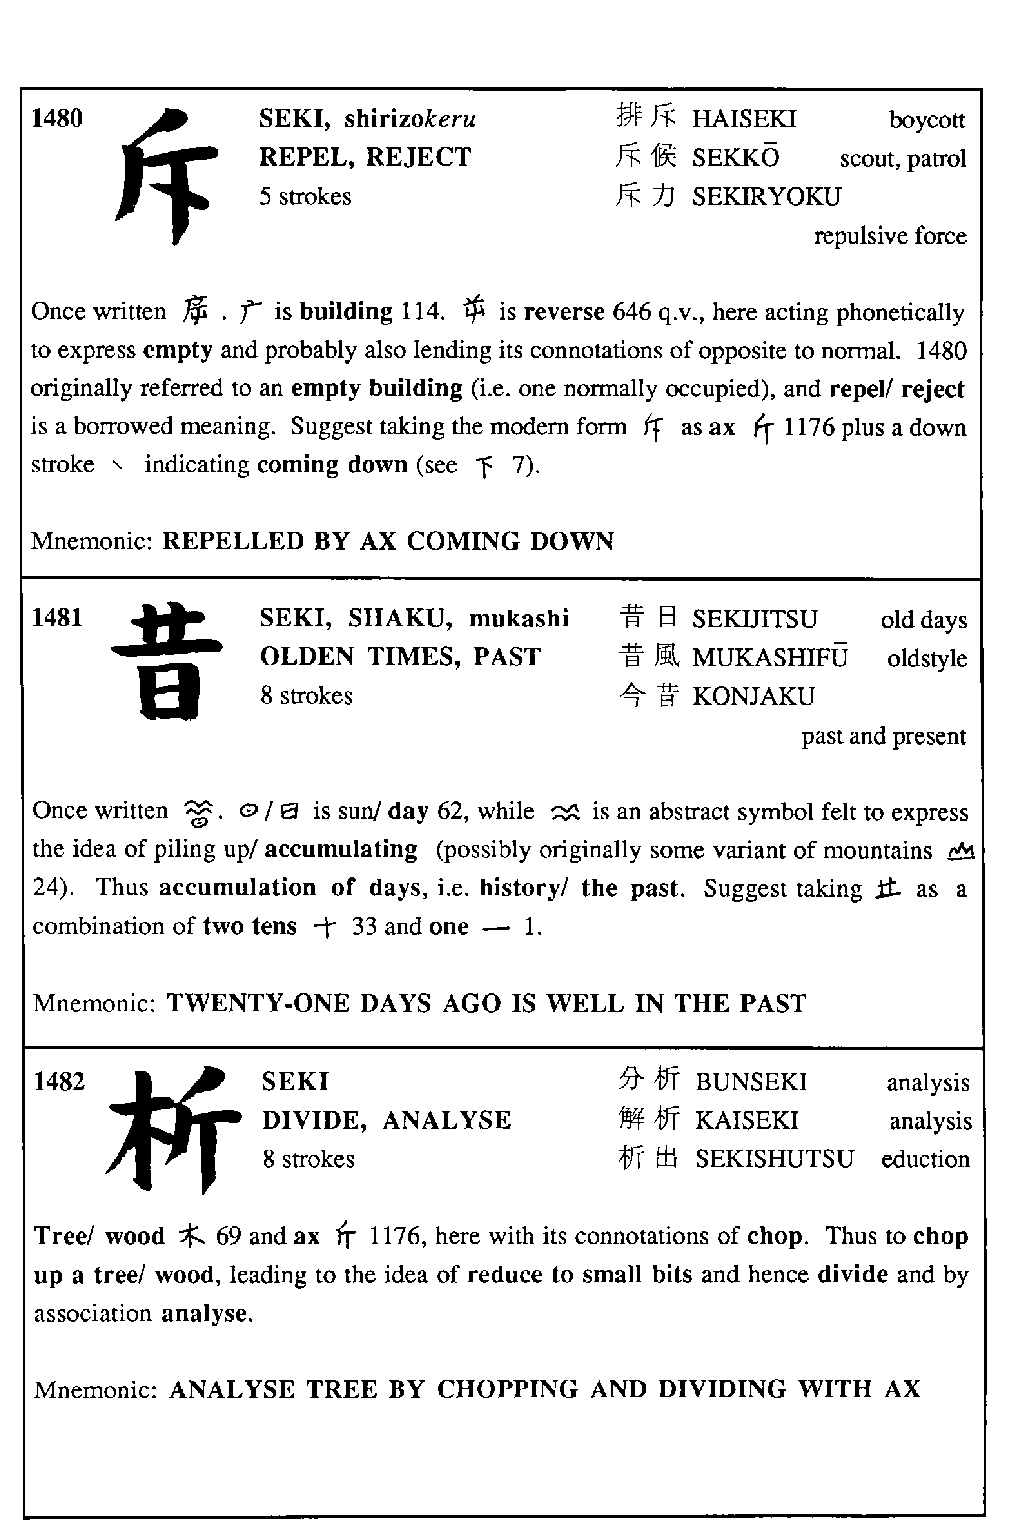 1480 斥 SEKI, shirizokeru 排斥 HAISEKI boycott
REPEL, REJECT 斥候 SEKKŌ scout, patrol
5 strokes 斥力 SEKIRYOKU
repulsive force
Once written . 广 is building 114. is reverse 646 q.v., here acting phonetically
to express empty and probably also lending its connotations of opposite to normal. 1480
originally referred to an empty building (i.e. one normally occupied), and repel/ reject
is a borrowed meaning. Suggest taking the modern form 斥 as ax 斤 1176 plus a down
stroke 丶 indicating coming down (see 下 7).
Mnemonic: REPELLED BY AX COMING DOWN
1481 昔 SEKI, SHAKU, mukashi 昔日 SEKIJITSU old days
OLDEN TIMES, PAST 昔風 MUKASHIFŪ oldstyle
8 strokes 今昔 KONJAKU
past and present
Once written . / 日 is sun/ day 62, while is an abstract symbol felt to express
the idea of piling up/ accumulating (possibly originally some variant of mountains
24). Thus accumulation of days, i.e. history/ the past. Suggest taking as a
combination of two tens 十 33 and one 一 1.
Mnemonic: TWENTY-ONE DAYS AGO IS WELL IN THE PAST
1482 析 SEKI 分析 BUNSEKI analysis
DIVIDE, ANALYSE 解析 KAISEKI analysis
8 strokes 析出 SEKISHUTSU eduction
Tree/ wood 木 69 and ax 斤 1176, here with its connotations of chop. Thus to chop
up a tree/ wood, leading to the idea of reduce to small bits and hence divide and by
association analyse.
Mnemonic: ANALYSE TREE BY CHOPPING AND DIVIDING WITH AX